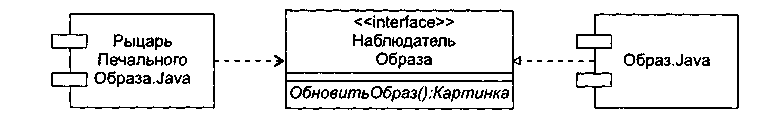 Рыцарь
Печального
Образа.Java
<<interface>>
Наблюдатель
Образа
ОбновитьОбраз():Картинка
Образ.Java